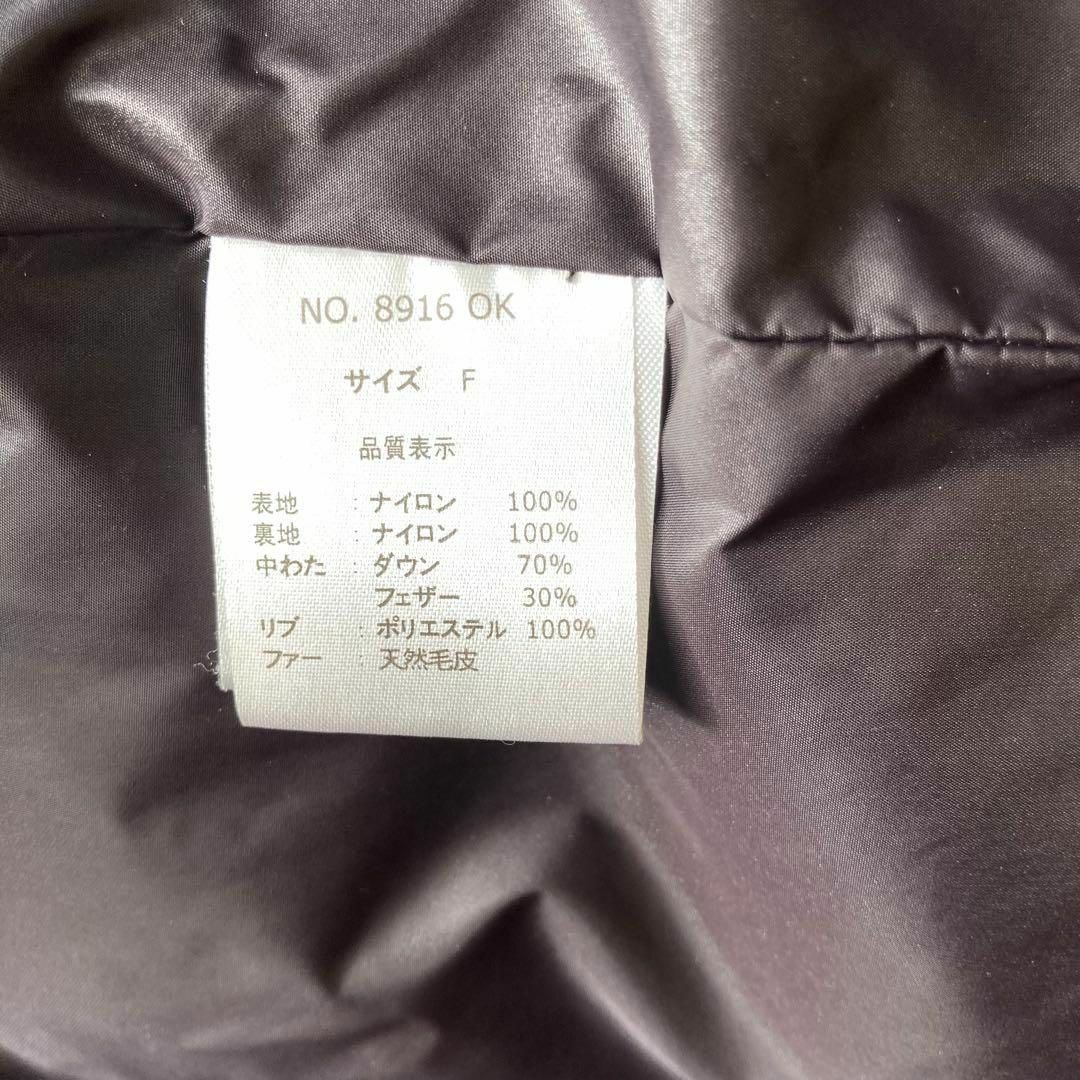 NO. 8916 OK
サイズ F
品質表示
表地 : ナイロン 100%
裏地 : ナイロン 100%
中わた : ダウン 70%
フェザー 30%
リブ : ポリエステル 100%
ファー : 天然毛皮